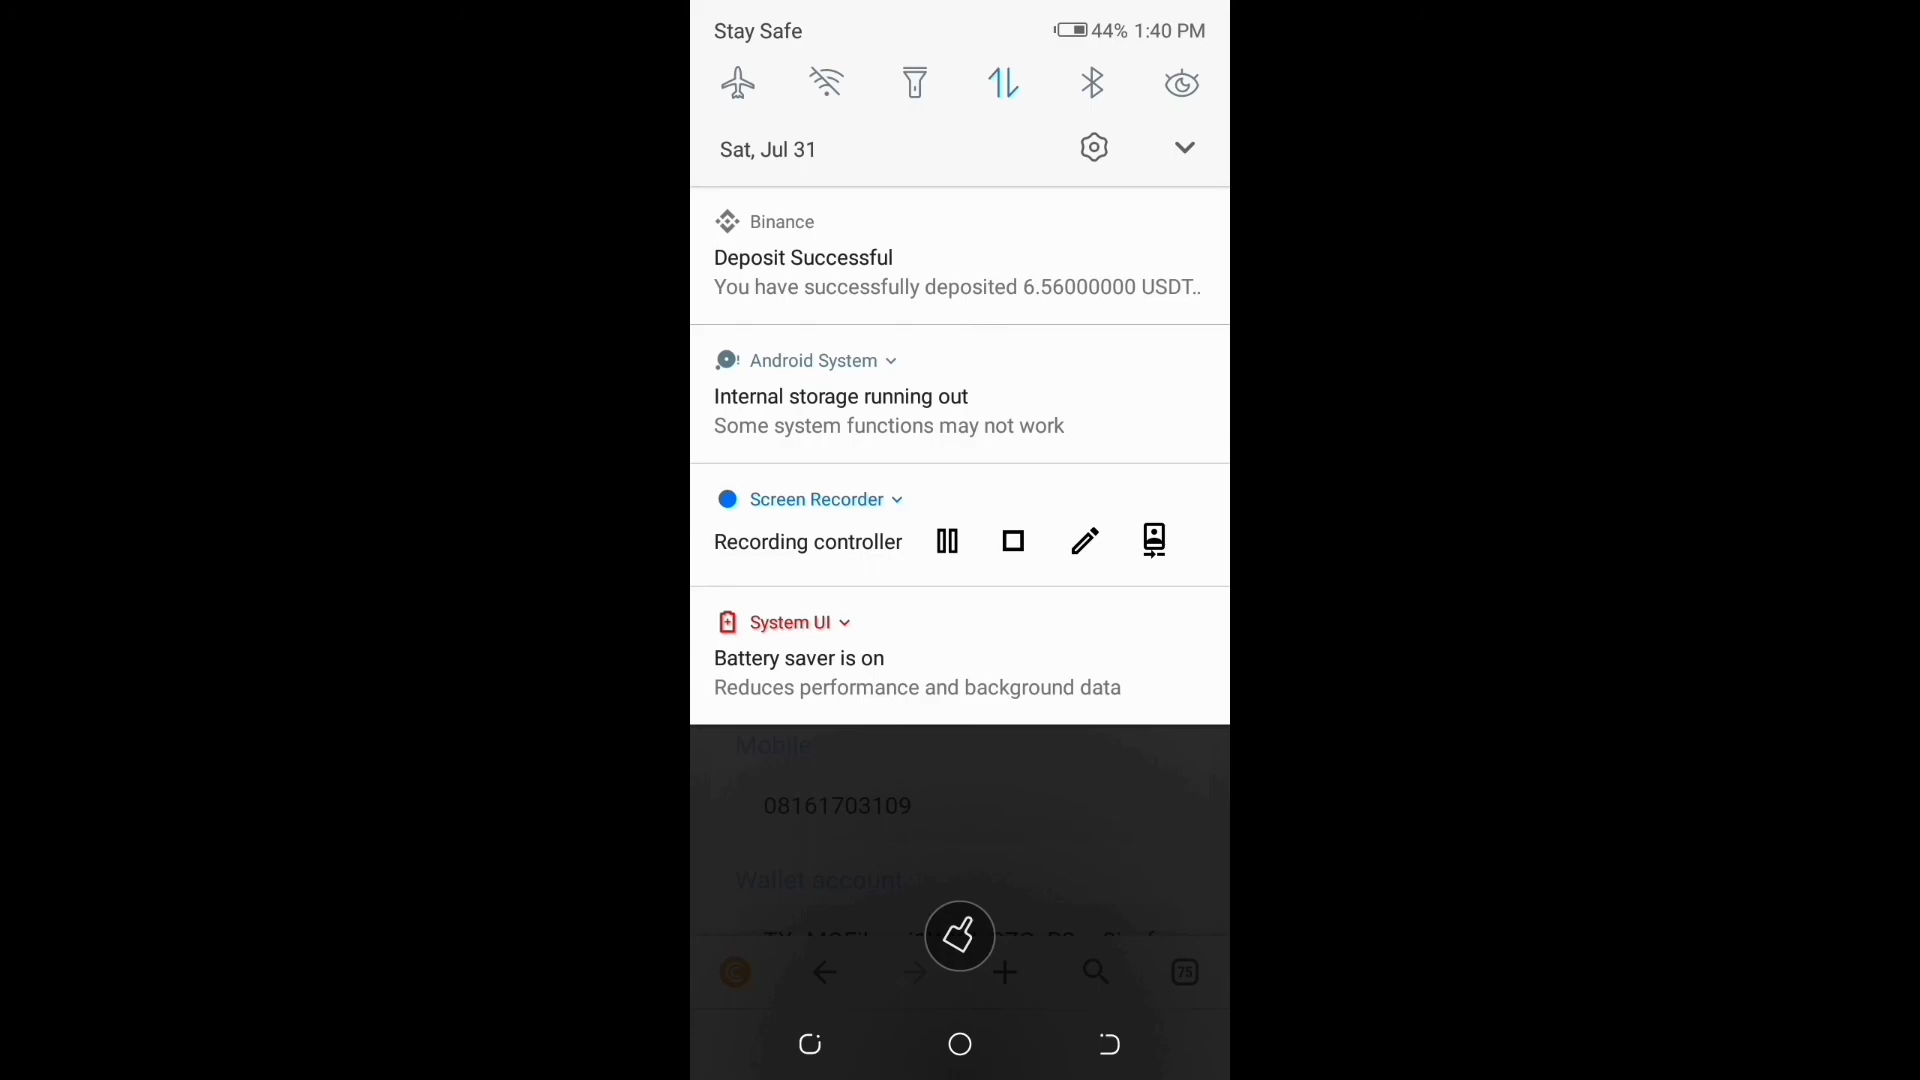 Stay Safe
44% 1:40 PM
Sat, Jul 31
Binance
Deposit Successful
You have successfully deposited 6.56000000 USDT..
Android System
Internal storage running out
Some system functions may not work
Screen Recorder
Recording controller
System UI
Battery saver is on
Reduces performance and background data
Mobile
08161703109
Wallet account
75